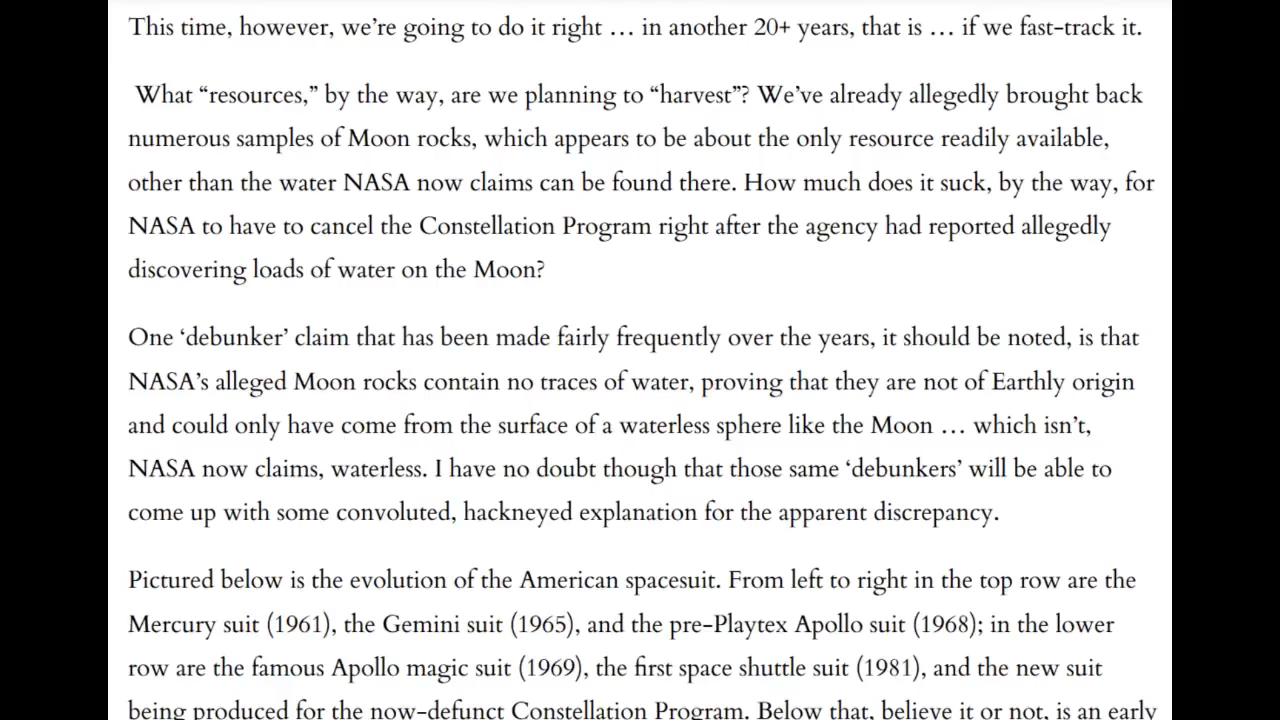 This time, however, we’re going to do it right … in another 20+ years, that is … if we fast-track it.
What “resources,” by the way, are we planning to “harvest”? We’ve already allegedly brought back
numerous samples of Moon rocks, which appears to be about the only resource readily available,
other than the water NASA now claims can be found there. How much does it suck, by the way, for
NASA to have to cancel the Constellation Program right after the agency had reported allegedly
discovering loads of water on the Moon?
One ‘debunker’ claim that has been made fairly frequently over the years, it should be noted, is that
NASA’s alleged Moon rocks contain no traces of water, proving that they are not of Earthly origin
and could only have come from the surface of a waterless sphere like the Moon … which isn’t,
NASA now claims, waterless. I have no doubt though that those same ‘debunkers’ will be able to
come up with some convoluted, hackneyed explanation for the apparent discrepancy.
Pictured below is the evolution of the American spacesuit. From left to right in the top row are the
Mercury suit (1961), the Gemini suit (1965), and the pre-Playtex Apollo suit (1968); in the lower
row are the famous Apollo magic suit (1969), the first space shuttle suit (1981), and the new suit
being produced for the now-defunct Constellation Program. Below that, believe it or not, is an early